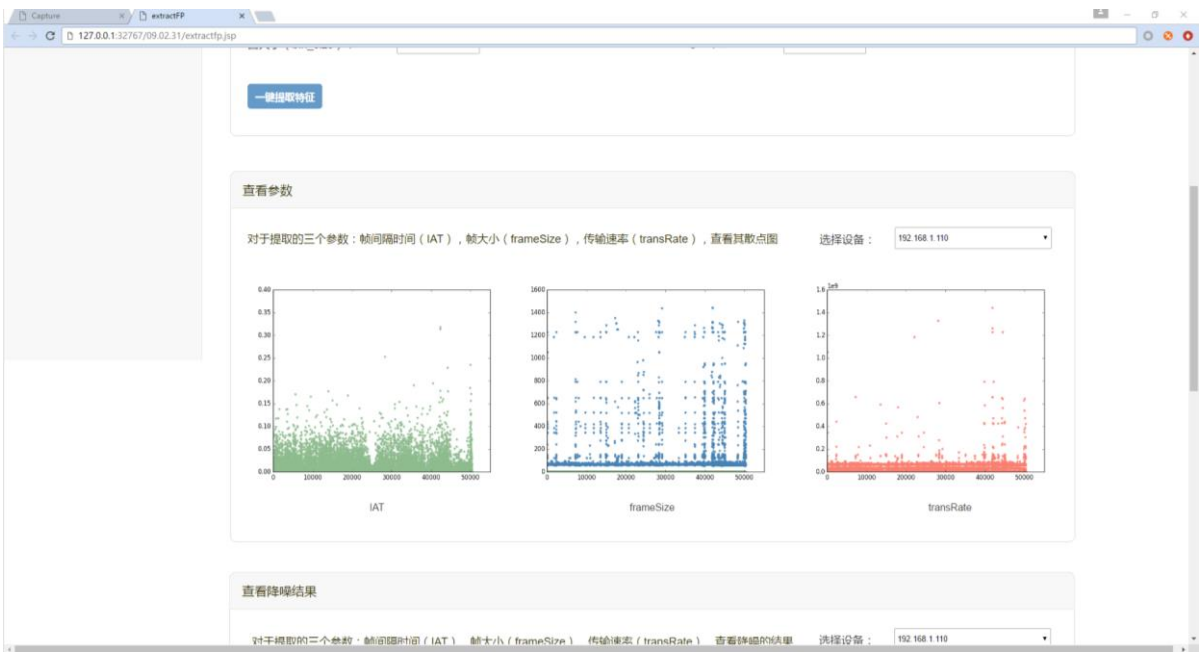 Capture
extractFP
127.0.0.1:32767/09.02.31/extractfp.jsp
一键提取特征
查看参数
对于提取的三个参数：帧间隔时间（IAT），帧大小（frameSize），传输速率（transRate），查看其散点图
选择设备：
192.168.1.110
0.40
0.35
0.30
0.25
0.20
0.15
0.10
0.05
0.00
0 10000 20000 30000 40000 50000
IAT
1600
1400
1200
1000
800
600
400
200
0
0 10000 20000 30000 40000 50000
frameSize
1e6
1.6
1.4
1.2
1.0
0.8
0.6
0.4
0.2
0.0
0 10000 20000 30000 40000 50000
transRate
查看降噪结果
对于提取的三个参数：帧间隔时间（IAT），帧大小（frameSize），传输速率（transRate），查看降噪的结果
选择设备：
192.168.1.110